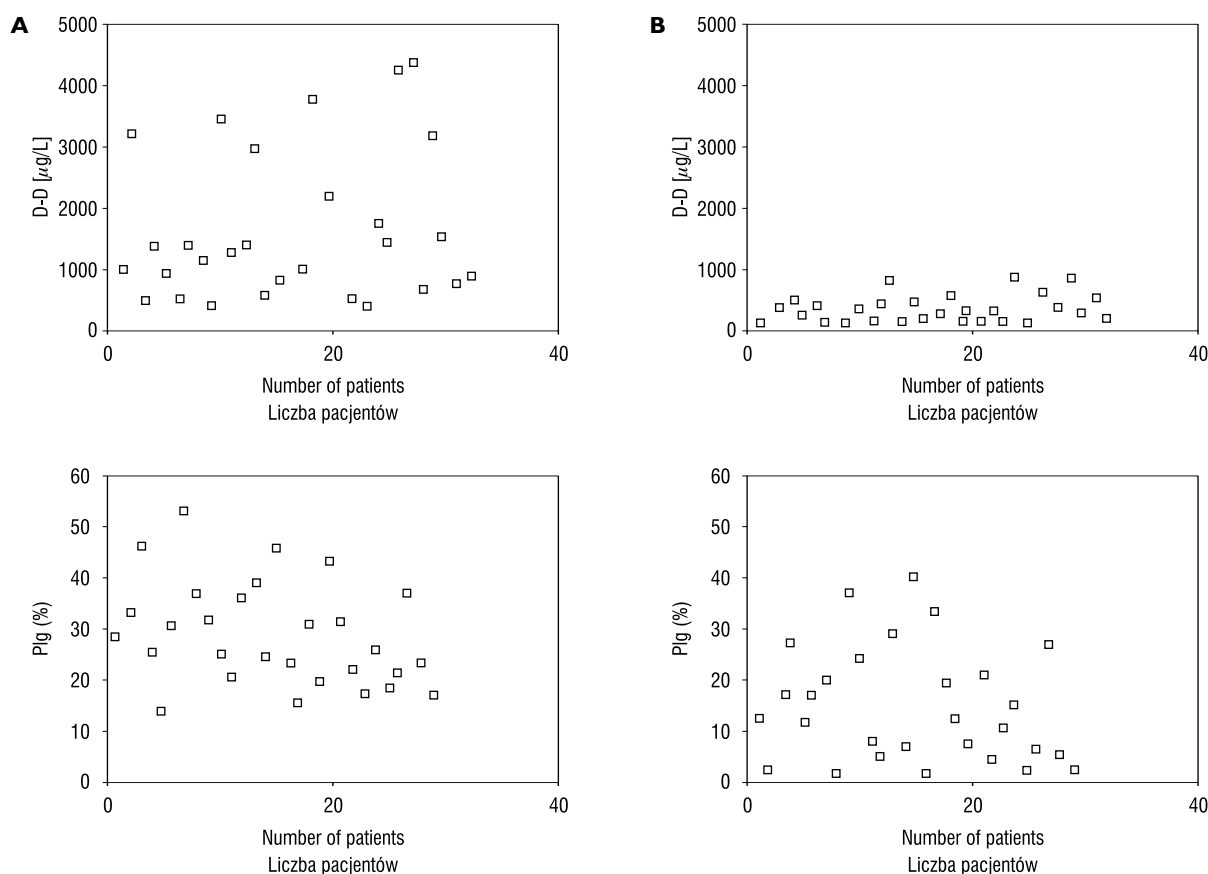 A
5000
4000
3000
2000
1000
0
D-D [µg/L]
0 20 40
Number of patients
Liczba pacjentów
B
5000
4000
3000
2000
1000
0
D-D [µg/L]
0 20 40
Number of patients
Liczba pacjentów
60
50
40
30
20
10
0
Plg (%)
0 20 40
Number of patients
Liczba pacjentów
60
50
40
30
20
10
0
Plg (%)
0 20 40
Number of patients
Liczba pacjentów